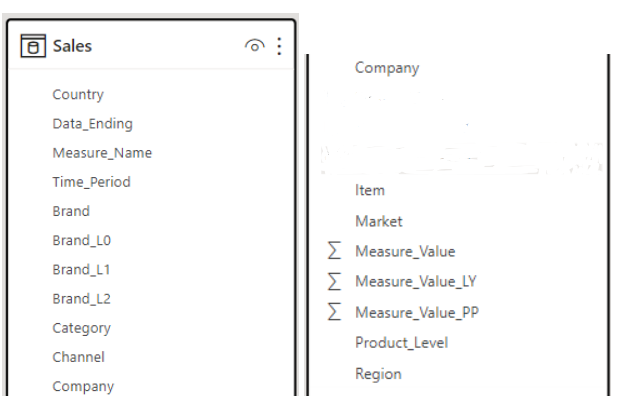 Sales
Country
Data_Ending
Measure_Name
Time_Period
Brand
Brand_L0
Brand_L1
Brand_L2
Category
Channel
Company
Company
Item
Market
Measure_Value
Measure_Value_LY
Measure_Value_PP
Product_Level
Region